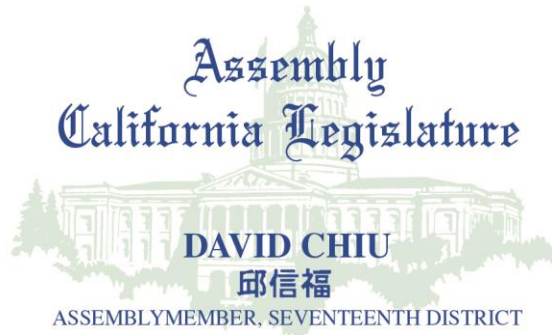 Assembly
California Legislature
DAVID CHIU
邱信福
ASSEMBLYMEMBER, SEVENTEENTH DISTRICT